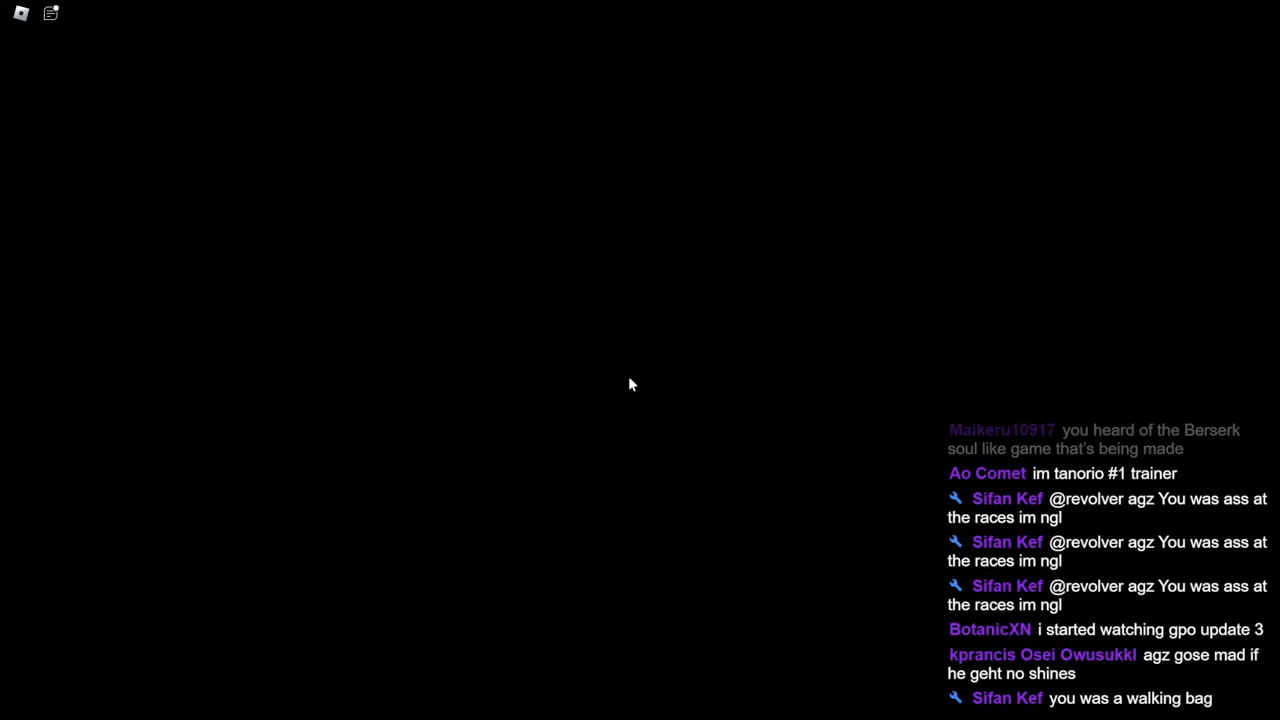 Maikeru10917 you heard of the Berserk
soul like game that's being made
Ao Comet im tanorio #1 trainer
Sifan Kef @revolver agz You was ass at
the races im ngl
Sifan Kef @revolver agz You was ass at
the races im ngl
Sifan Kef @revolver agz You was ass at
the races im ngl
BotanicXN i started watching gpo update 3
kprancis Osei Owusukkl agz gose mad if
he geht no shines
Sifan Kef you was a walking bag